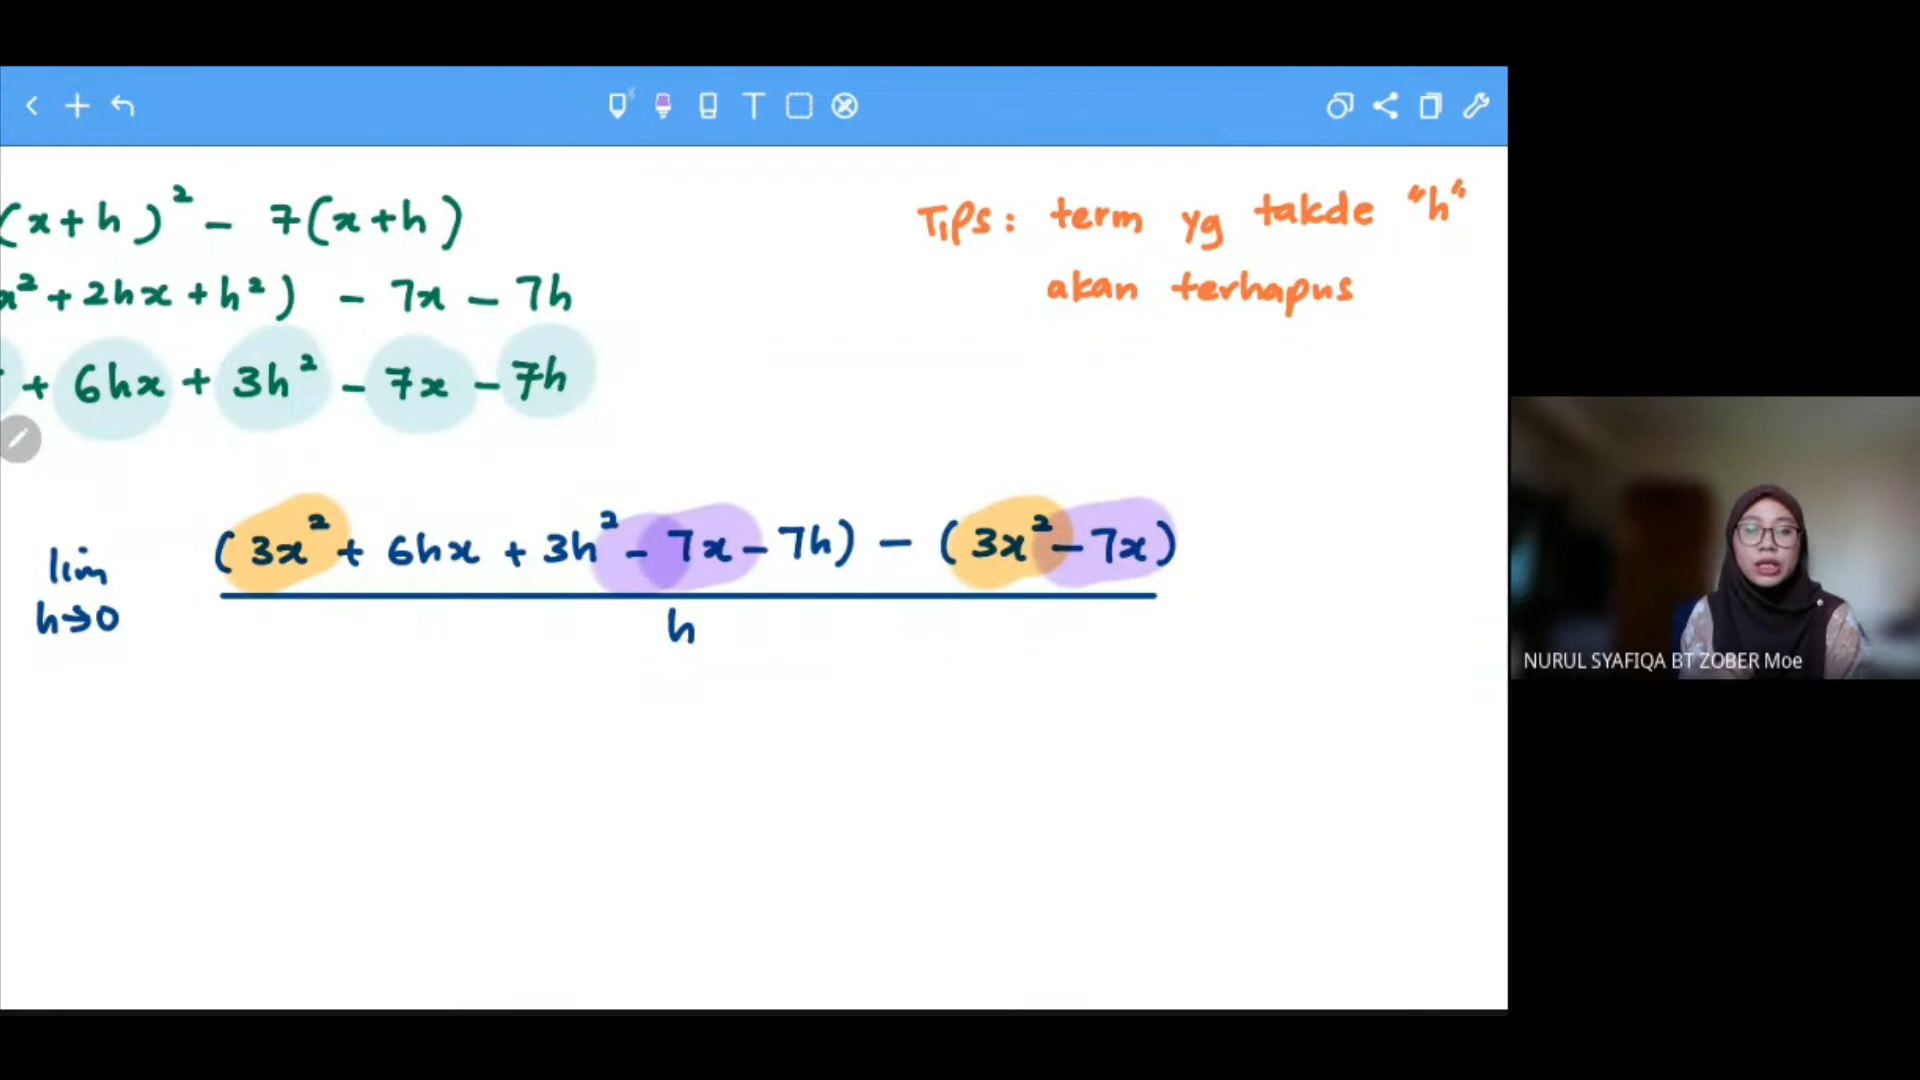 (x+h)² - 7(x+h)
x² + 2hx + h²) - 7x - 7h
+ 6hx + 3h² - 7x - 7h
Tips: term yg takde "h"
akan terhapus
lim h→0
(3x² + 6hx + 3h² - 7x - 7h) - (3x² - 7x)
h
NURUL SYAFIQA BT ZOBER Moe